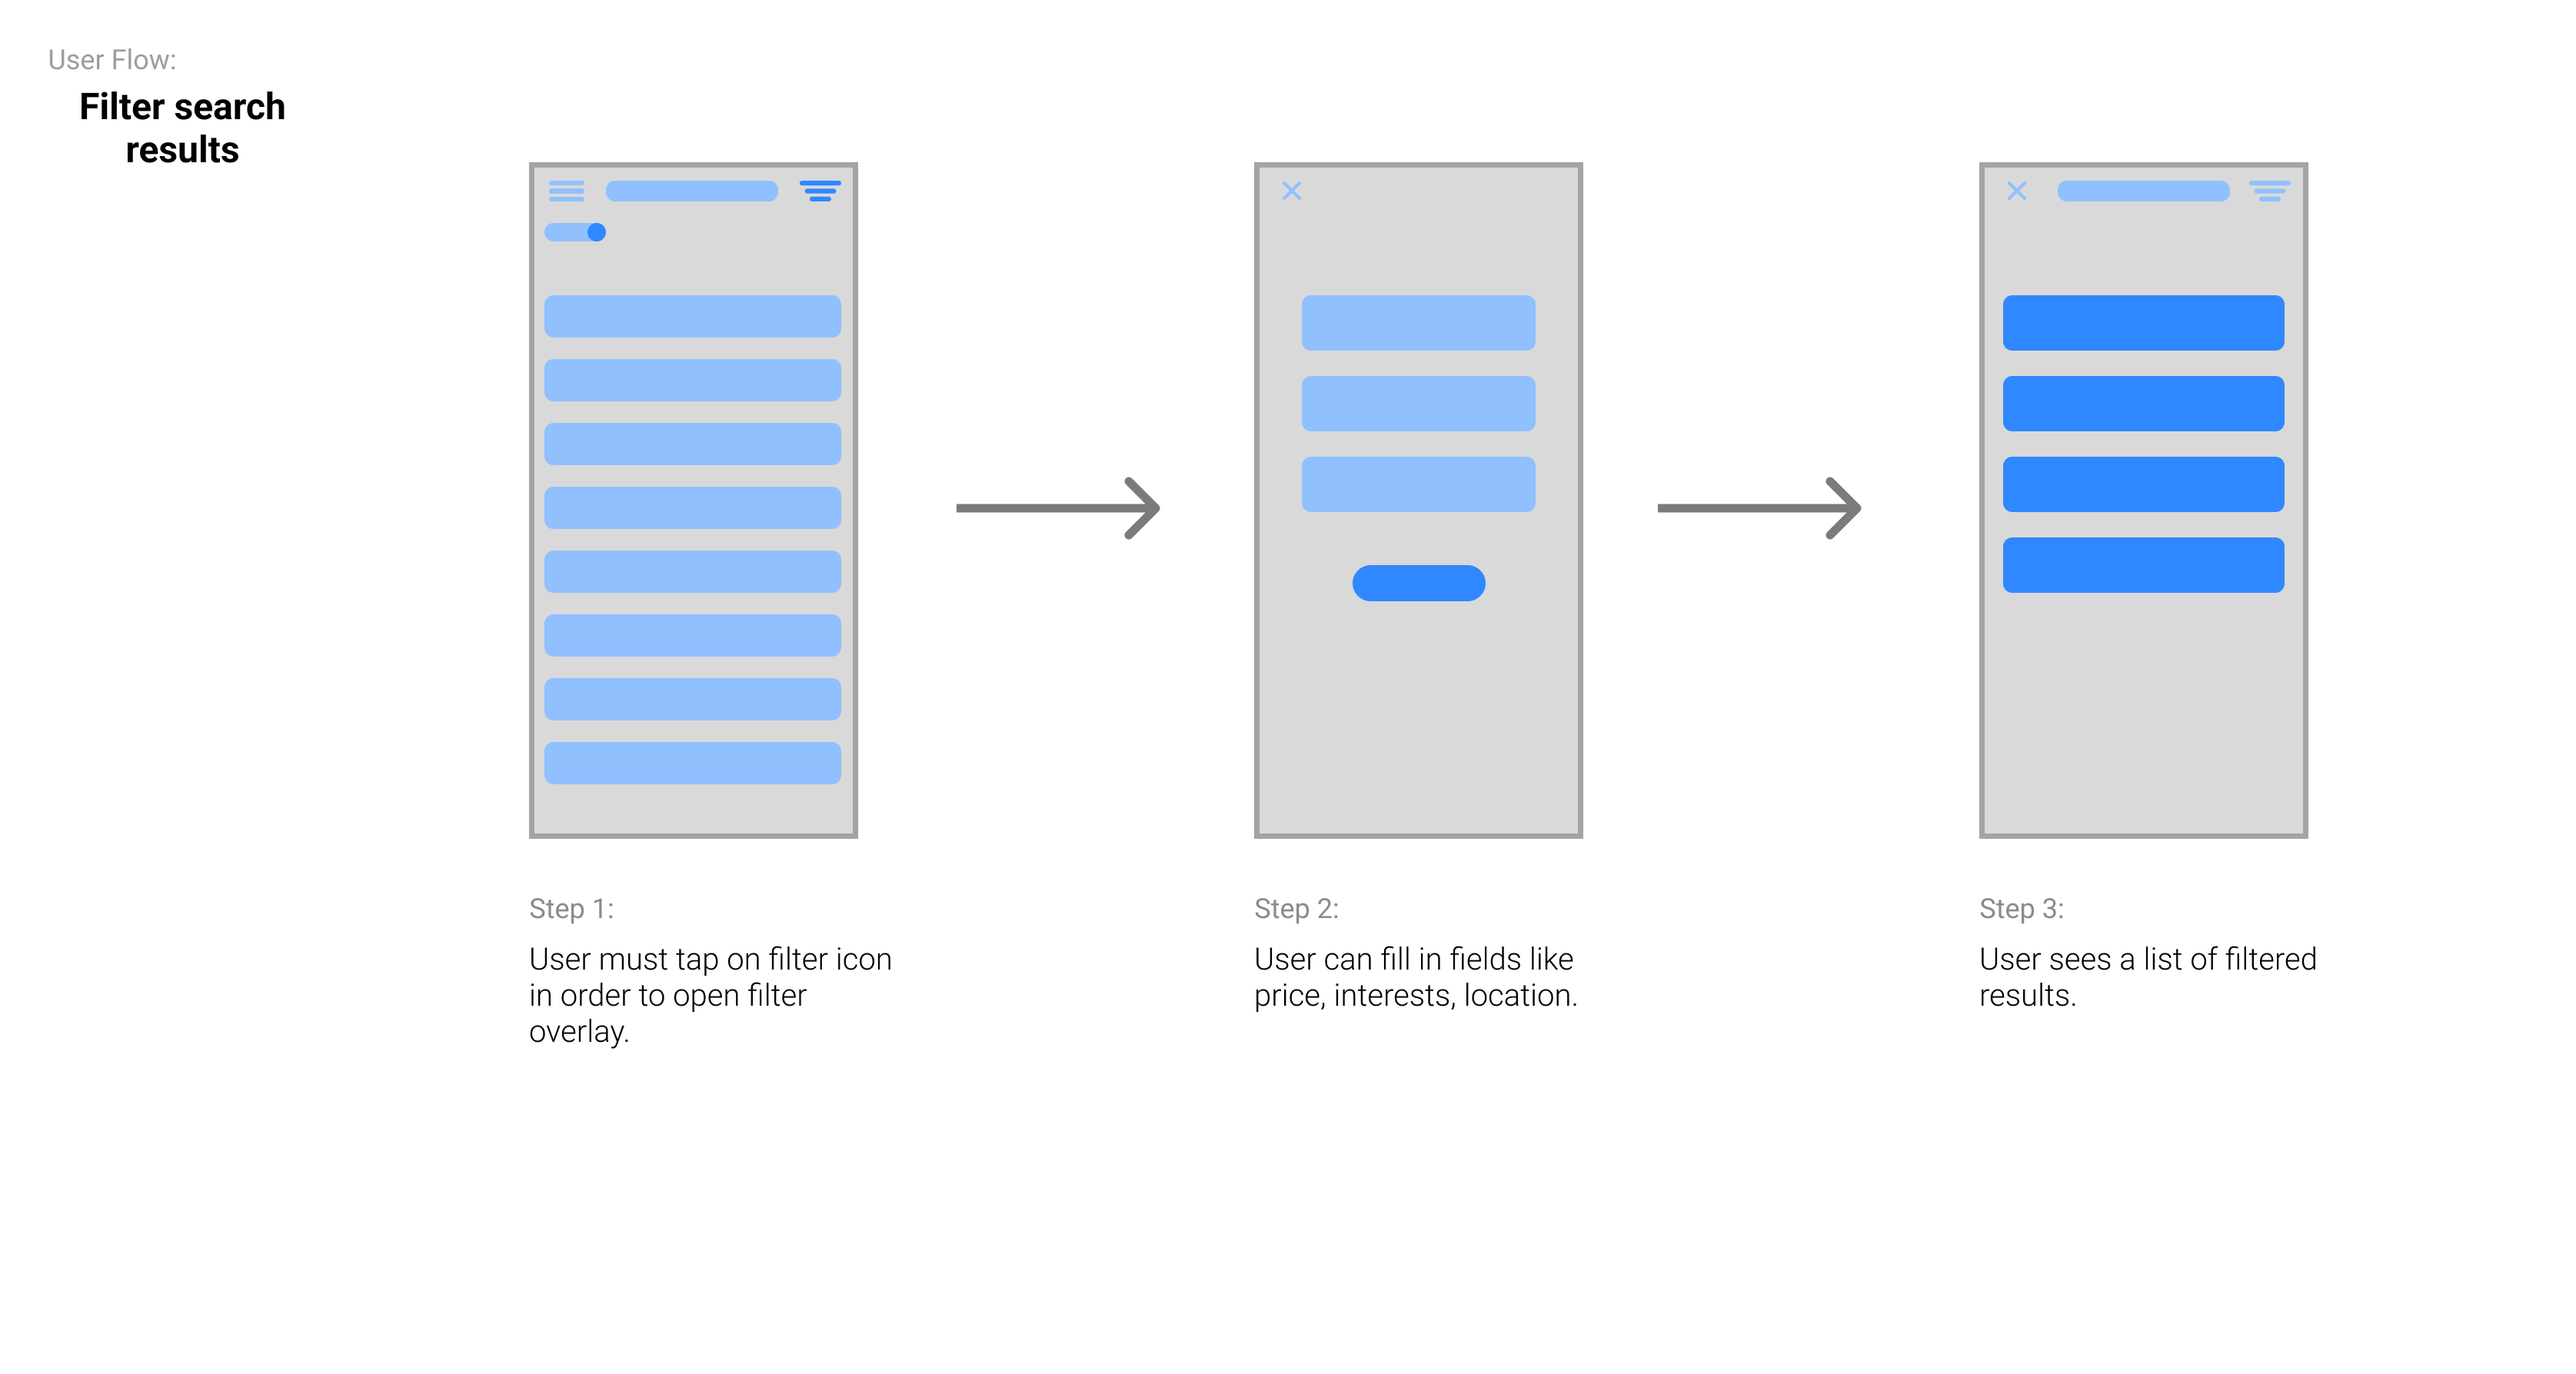 User Flow:
Filter search
results
Step 1:
User must tap on filter icon
in order to open filter
overlay.
Step 2:
User can fill in fields like
price, interests, location.
Step 3:
User sees a list of filtered
results.